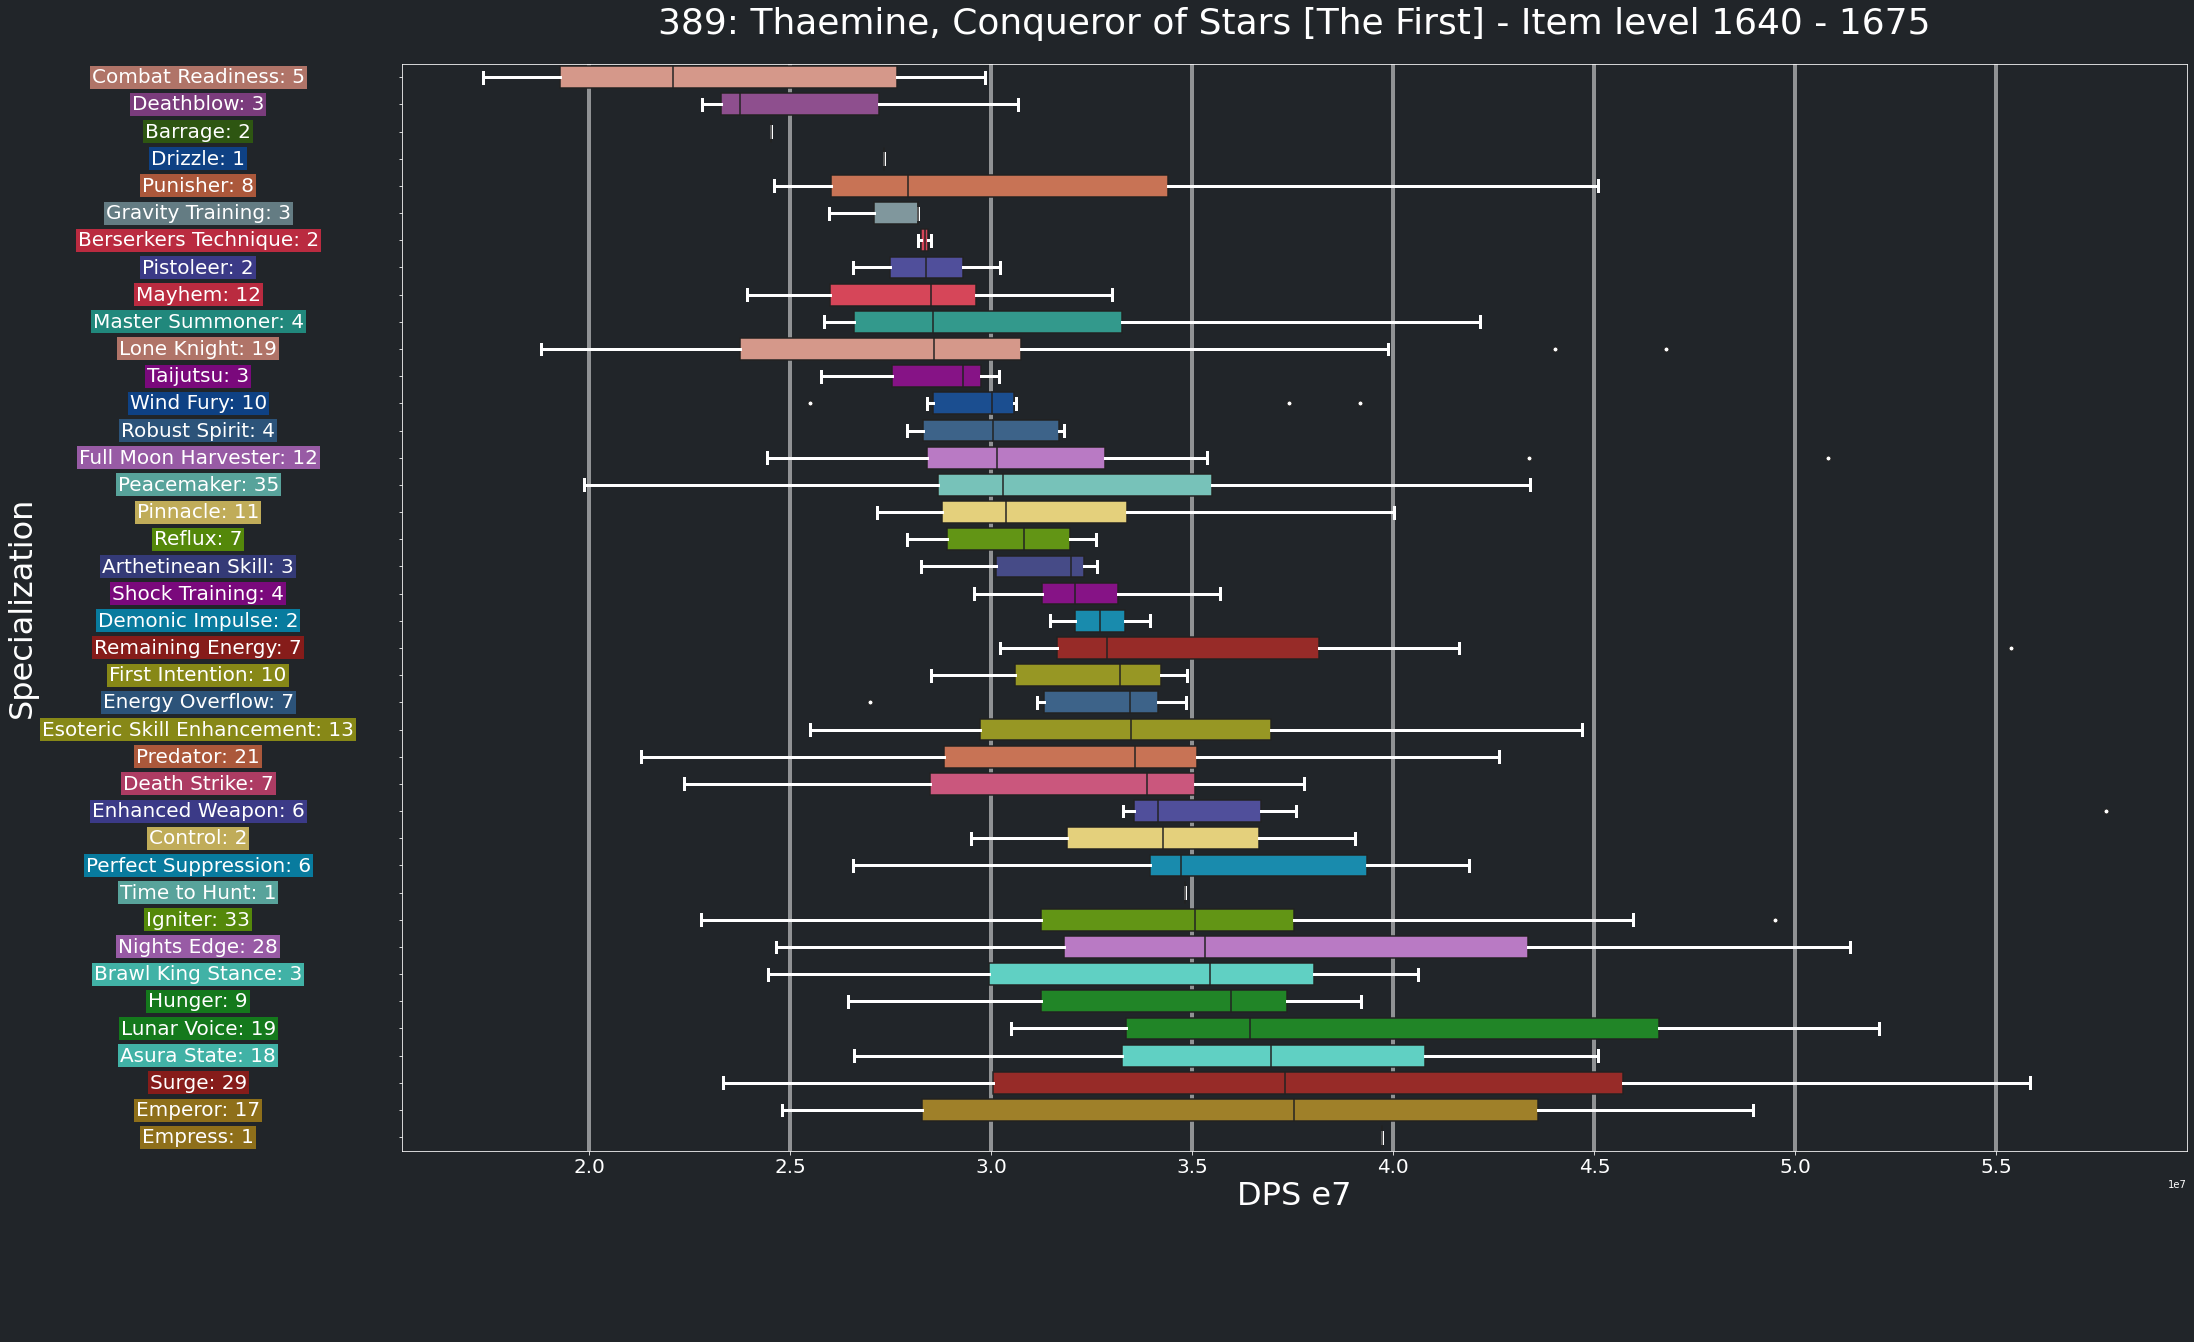 389: Thaemine, Conqueror of Stars [The First] - Item level 1640 - 1675
Specialization
Combat Readiness: 5
Deathblow: 3
Barrage: 2
Drizzle: 1
Punisher: 8
Gravity Training: 3
Berserkers Technique: 2
Pistoleer: 2
Mayhem: 12
Master Summoner: 4
Lone Knight: 19
Taijutsu: 3
Wind Fury: 10
Robust Spirit: 4
Full Moon Harvester: 12
Peacemaker: 35
Pinnacle: 11
Reflux: 7
Arthetinean Skill: 3
Shock Training: 4
Demonic Impulse: 2
Remaining Energy: 7
First Intention: 10
Energy Overflow: 7
Esoteric Skill Enhancement: 13
Predator: 21
Death Strike: 7
Enhanced Weapon: 6
Control: 2
Perfect Suppression: 6
Time to Hunt: 1
Igniter: 33
Nights Edge: 28
Brawl King Stance: 3
Hunger: 9
Lunar Voice: 19
Asura State: 18
Surge: 29
Emperor: 17
Empress: 1
2.0 2.5 3.0 3.5 4.0 4.5 5.0 5.5
1e7
DPS e7